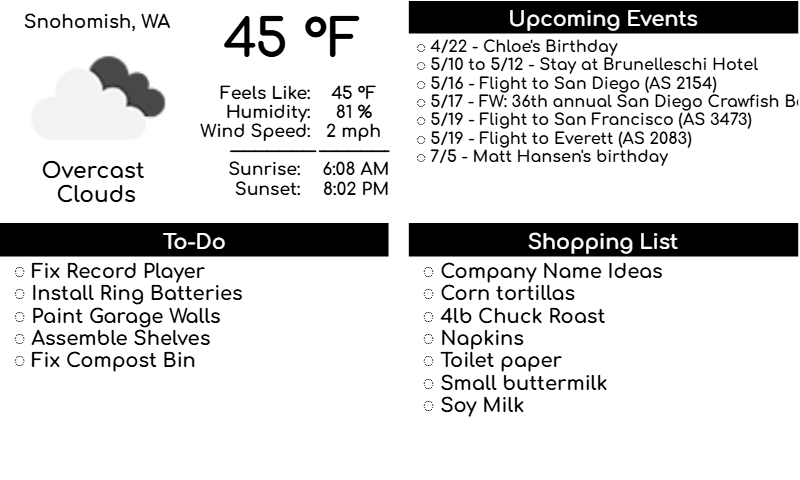 Snohomish, WA
45 °F
Feels Like: 45 °F
Humidity: 81 %
Wind Speed: 2 mph
Sunrise: 6:08 AM
Sunset: 8:02 PM
Overcast
Clouds
Upcoming Events
4/22 - Chloe's Birthday
5/10 to 5/12 - Stay at Brunelleschi Hotel
5/16 - Flight to San Diego (AS 2154)
5/17 - FW: 36th annual San Diego Crawfish
5/19 - Flight to San Francisco (AS 3473)
5/19 - Flight to Everett (AS 2083)
7/5 - Matt Hansen's birthday
To-Do
Fix Record Player
Install Ring Batteries
Paint Garage Walls
Assemble Shelves
Fix Compost Bin
Shopping List
Company Name Ideas
Corn tortillas
4lb Chuck Roast
Napkins
Toilet paper
Small buttermilk
Soy Milk